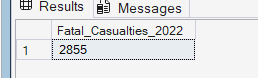 Results Messages
Fatal_Casualties_2022
1 2855